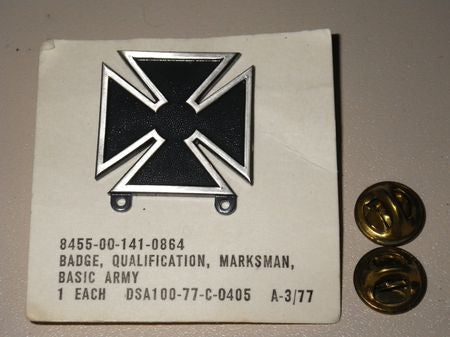 8455-00-141-0864
BADGE, QUALIFICATION, MARKSMAN,
BASIC ARMY
1 EACH DSA100-77-C-0405 A-3/77